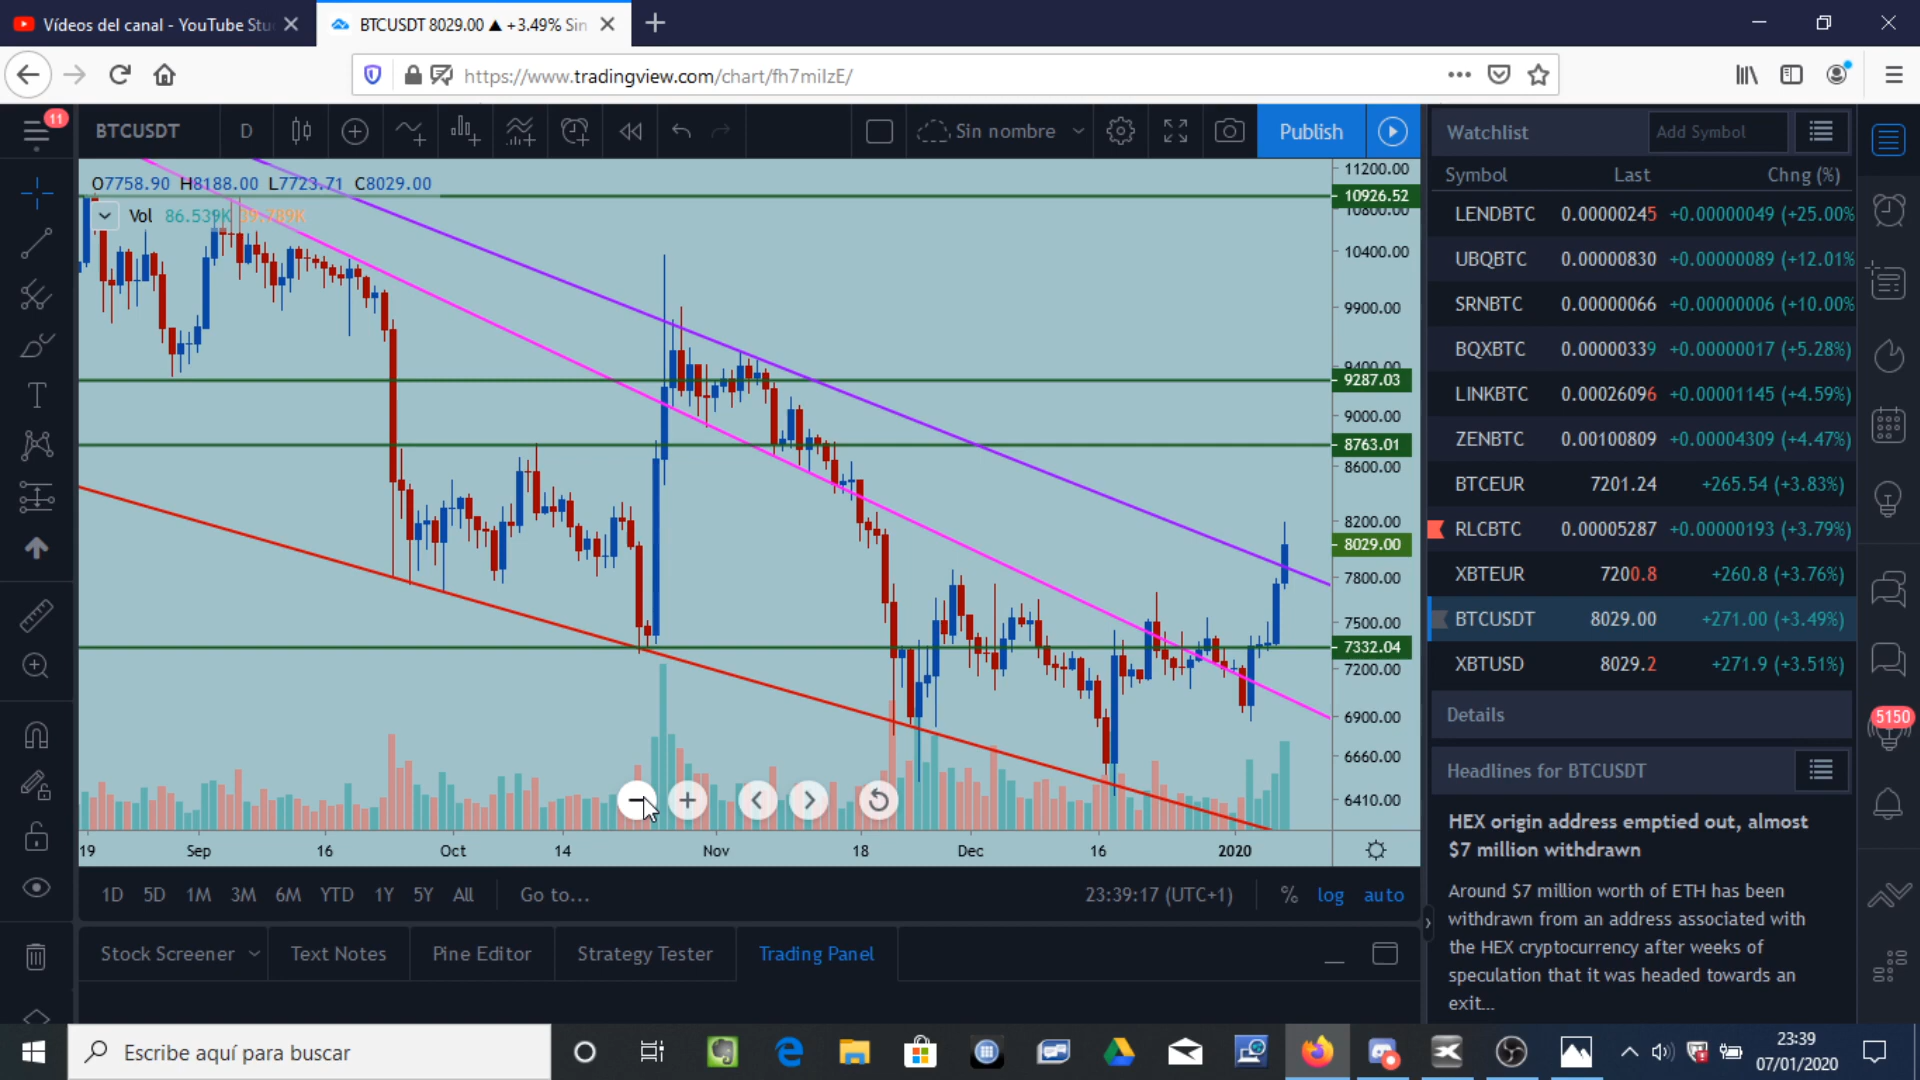 Vídeos del canal - YouTube Stu
BTCUSDT 8029.00 ▲ +3.49% Sin
https://www.tradingview.com/chart/fh7milzE/
11
BTCUSDT D Sin nombre Publish
O7758.90 H8188.00 L7723.71 C8029.00
Vol 86.539K 39.789K
11200.00
10926.52
10800.00
10400.00
9900.00
9400.00
9287.03
9000.00
8763.01
8600.00
8200.00
8029.00
7800.00
7500.00
7332.04
7200.00
6900.00
6660.00
6410.00
19 Sep 16 Oct 14 Nov 18 Dec 16 2020
1D 5D 1M 3M 6M YTD 1Y 5Y All Go to... 23:39:17 (UTC+1) % log auto
Stock Screener Text Notes Pine Editor Strategy Tester Trading Panel
Watchlist Add Symbol
Symbol Last Chng (%)
LENDBTC 0.00000245 +0.00000049 (+25.00%
UBQBTC 0.00000830 +0.00000089 (+12.01%
SRNBTC 0.00000066 +0.00000006 (+10.00%
BQXBTC 0.00000339 +0.00000017 (+5.28%)
LINKBTC 0.00026096 +0.00001145 (+4.59%)
ZENBTC 0.00100809 +0.00004309 (+4.47%)
BTCEUR 7201.24 +265.54 (+3.83%)
RLCBTC 0.00005287 +0.00000193 (+3.79%)
XBTEUR 7200.8 +260.8 (+3.76%)
BTCUSDT 8029.00 +271.00 (+3.49%)
XBTUSD 8029.2 +271.9 (+3.51%)
Details
Headlines for BTCUSDT
HEX origin address emptied out, almost
$7 million withdrawn
Around $7 million worth of ETH has been
withdrawn from an address associated with
the HEX cryptocurrency after weeks of
speculation that it was headed towards an
exit...
5150
Escribe aquí para buscar
23:39
07/01/2020